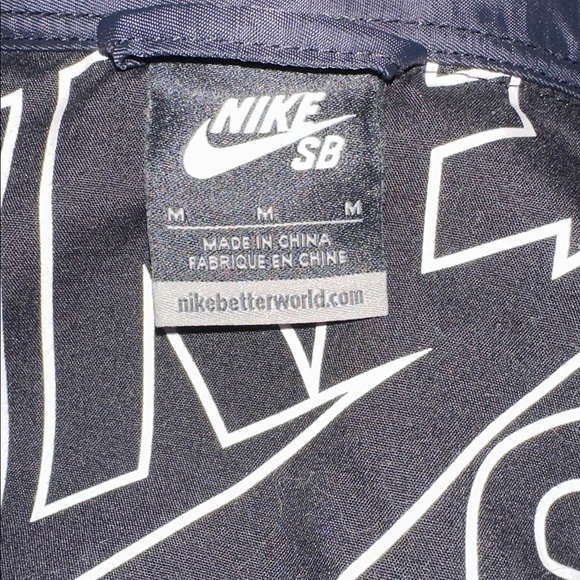 NIKE
SB
M M M
MADE IN CHINA
FABRIQUE EN CHINE
nikebetterworld.com